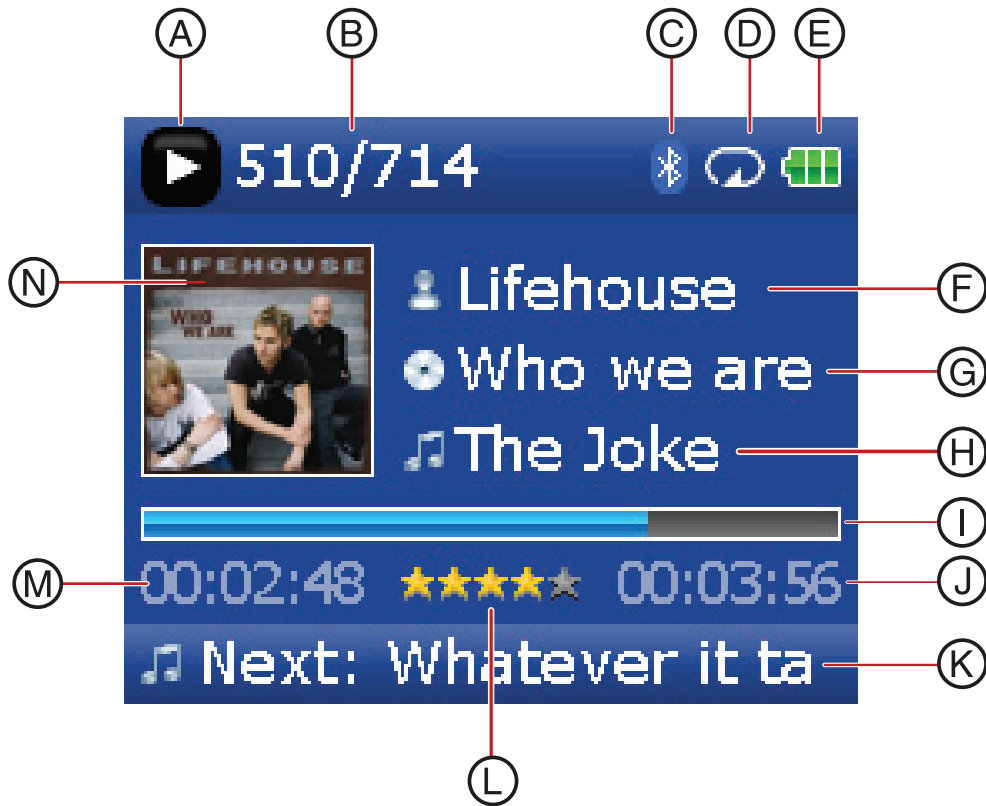 A B C D E
510/714
LIFEHOUSE
WHO
WE ARE
N
Lifehouse F
Who we are G
The Joke H
I
M 00:02:48 00:03:56 J
Next: Whatever it ta K
L